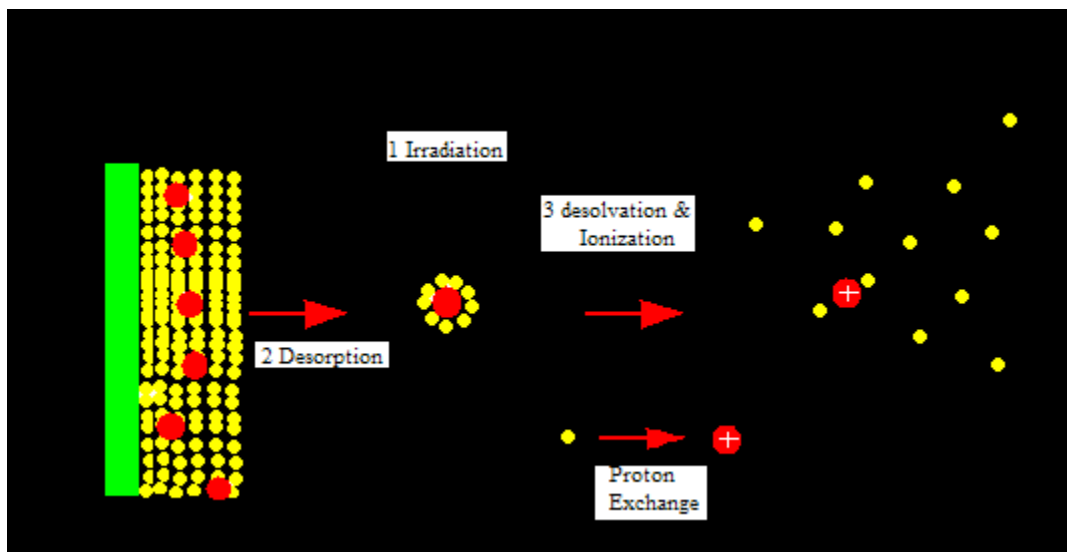 1 Irradiation
3 desolvation &
Ionization
2 Desorption
+
+
Proton
Exchange